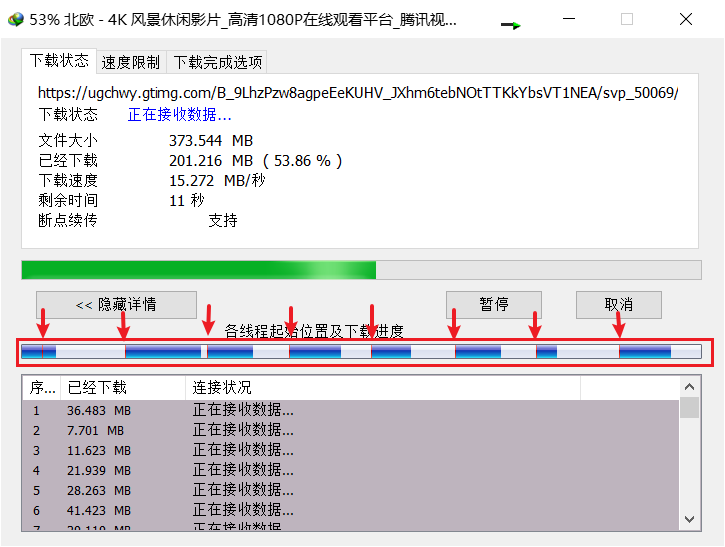 53% 北欧 - 4K 风景休闲影片_高清1080P在线观看平台_腾讯视...
下载状态 速度限制 下载完成选项
https://ugchwy.gtimg.com/B_9LhzPzw8agpeEeKUHV_JXhm6tebNOtTTKkYbsVT1NEA/svp_50069/
下载状态 正在接收数据...
文件大小 373.544 MB
已经下载 201.216 MB ( 53.86 % )
下载速度 15.272 MB/秒
剩余时间 11 秒
断点续传 支持
<< 隐藏详情 暂停 取消
各线程起始位置及下载进度
序... 已经下载 连接状况
1 36.483 MB 正在接收数据...
2 7.701 MB 正在接收数据...
3 11.623 MB 正在接收数据...
4 21.939 MB 正在接收数据...
5 28.263 MB 正在接收数据...
6 41.423 MB 正在接收数据...